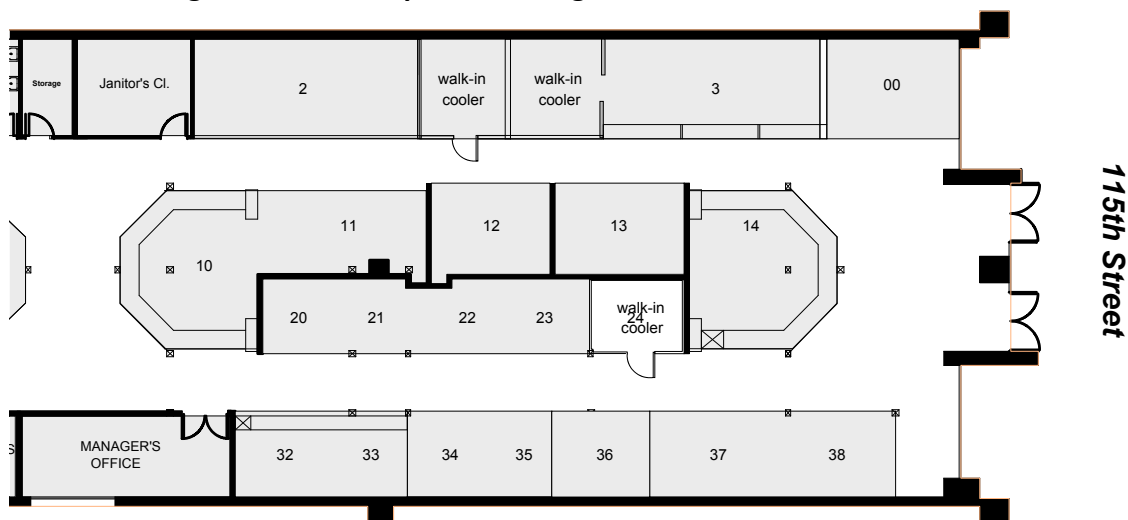 Storage
Janitor's Cl.
2
walk-in
cooler
walk-in
cooler
3
00
11
12
13
14
10
20
21
22
23
walk-in
24
cooler
115th Street
MANAGER'S
OFFICE
32
33
34
35
36
37
38